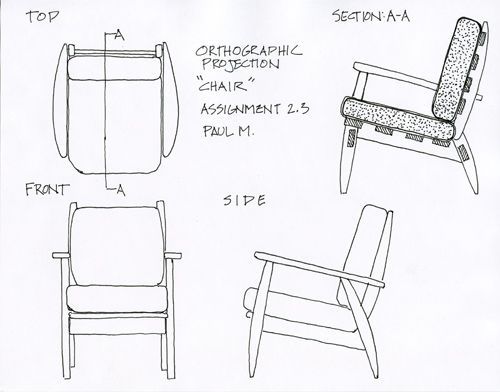 TOP
A
A
ORTHOGRAPHIC
PROJECTION
"CHAIR"
ASSIGNMENT 2.3
PAUL M.
SECTION: A-A
FRONT
SIDE